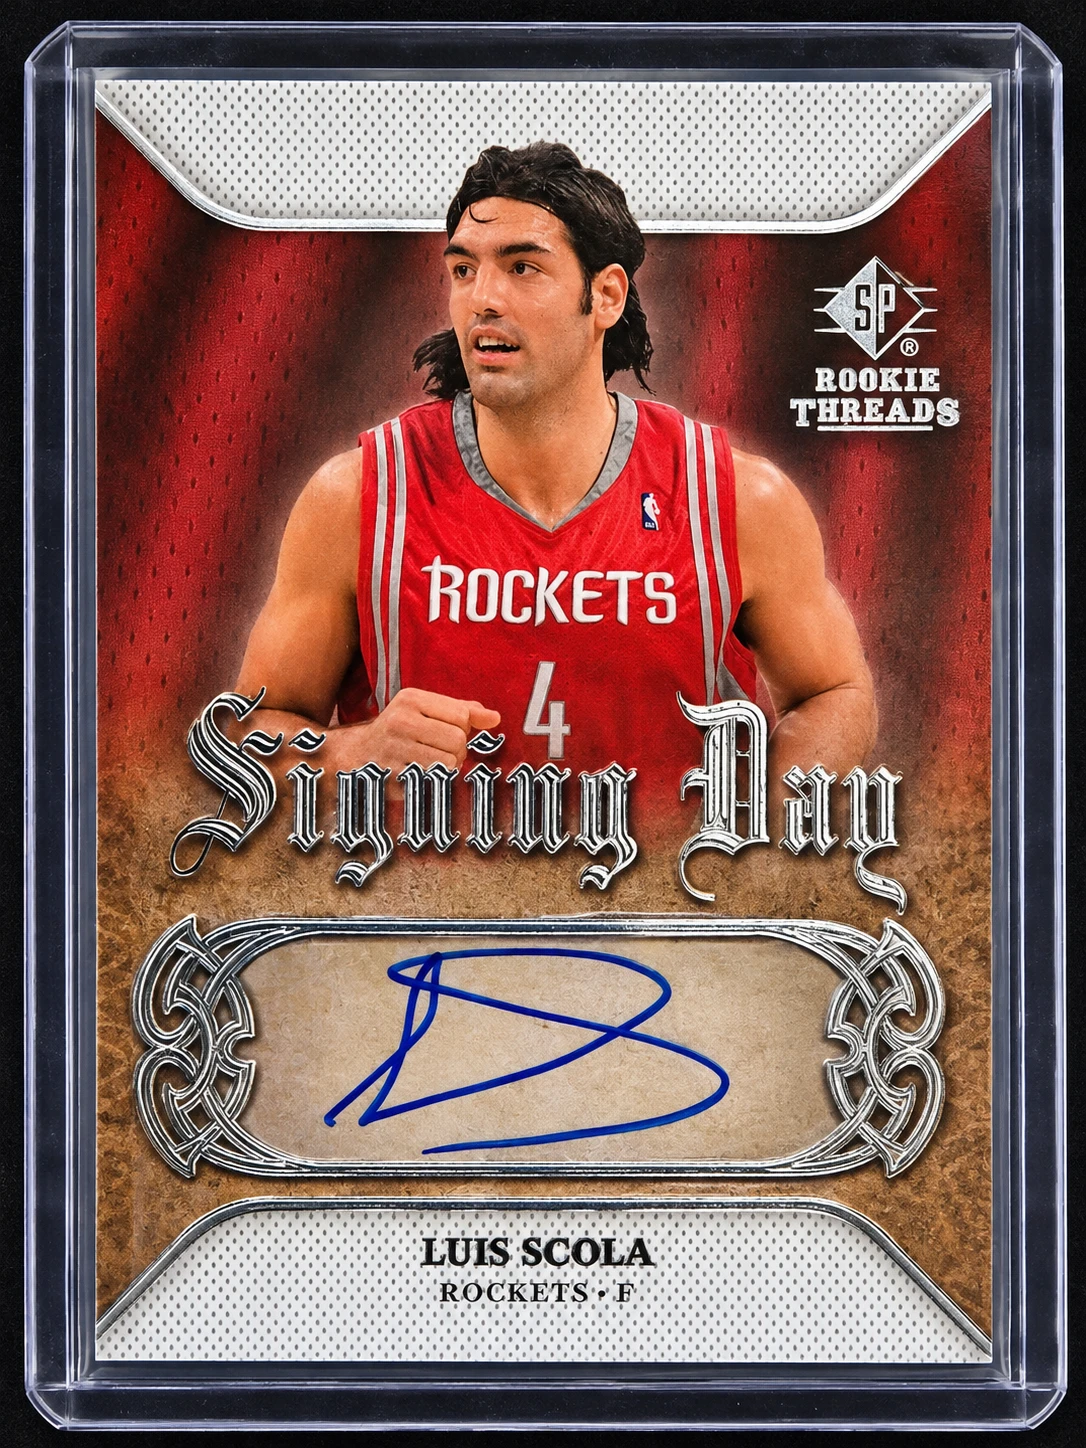 SP
®
ROOKIE
THREADS
ROCKETS
4
Signing Day
LUIS SCOLA
ROCKETS • F